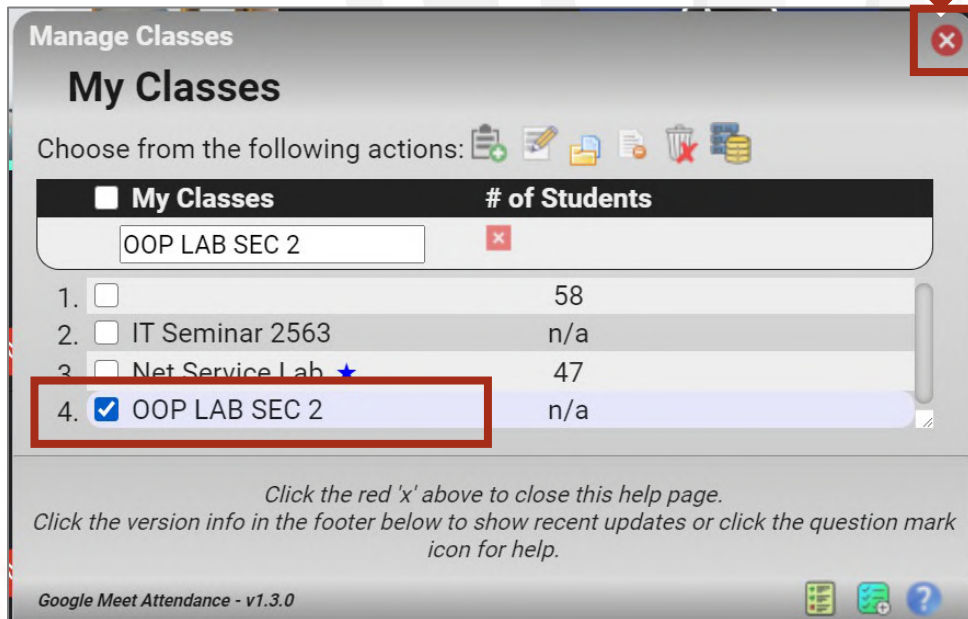 Manage Classes
My Classes
Choose from the following actions:
My Classes # of Students
OOP LAB SEC 2
1. 58
2. IT Seminar 2563 n/a
3. Net Service Lab 47
4. OOP LAB SEC 2 n/a
Click the red 'x' above to close this help page.
Click the version info in the footer below to show recent updates or click the question mark
icon for help.
Google Meet Attendance - v1.3.0